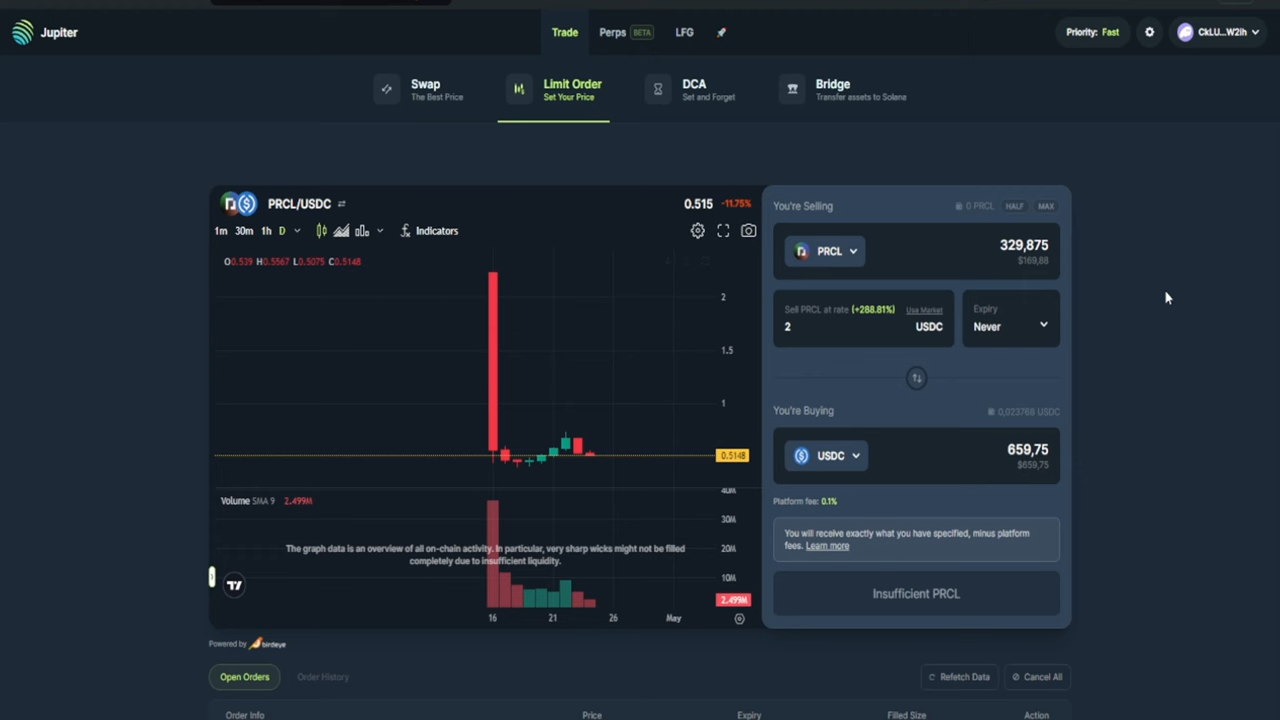 Jupiter
Trade
Perps BETA
LFG
Priority: Fast
CkLU...W2ih
Swap
The Best Price
Limit Order
Set Your Price
DCA
Set and Forget
Bridge
Transfer assets to Solana
PRCL/USDC
0.515 -11.75%
1m 30m 1h D
Indicators
O0.539 H0.5567 L0.5075 C0.5148
2
1.5
1
0.5148
Volume SMA 9 2.499M
40M
30M
20M
10M
2.499M
The graph data is an overview of all on-chain activity. In particular, very sharp wicks might not be filled
completely due to insufficient liquidity.
16 21 26 May
Powered by birdeye
You're Selling
0 PRCL HALF MAX
PRCL
329,875
$169,68
Sell PRCL at rate (+288.81%) Use Market
2 USDC
Expiry
Never
You're Buying
0,023768 USDC
USDC
659,75
$659,75
Platform fee: 0.1%
You will receive exactly what you have specified, minus platform
fees. Learn more
Insufficient PRCL
Open Orders
Order History
Refetch Data
Cancel All
Order Info Price Expiry Filled Size Action